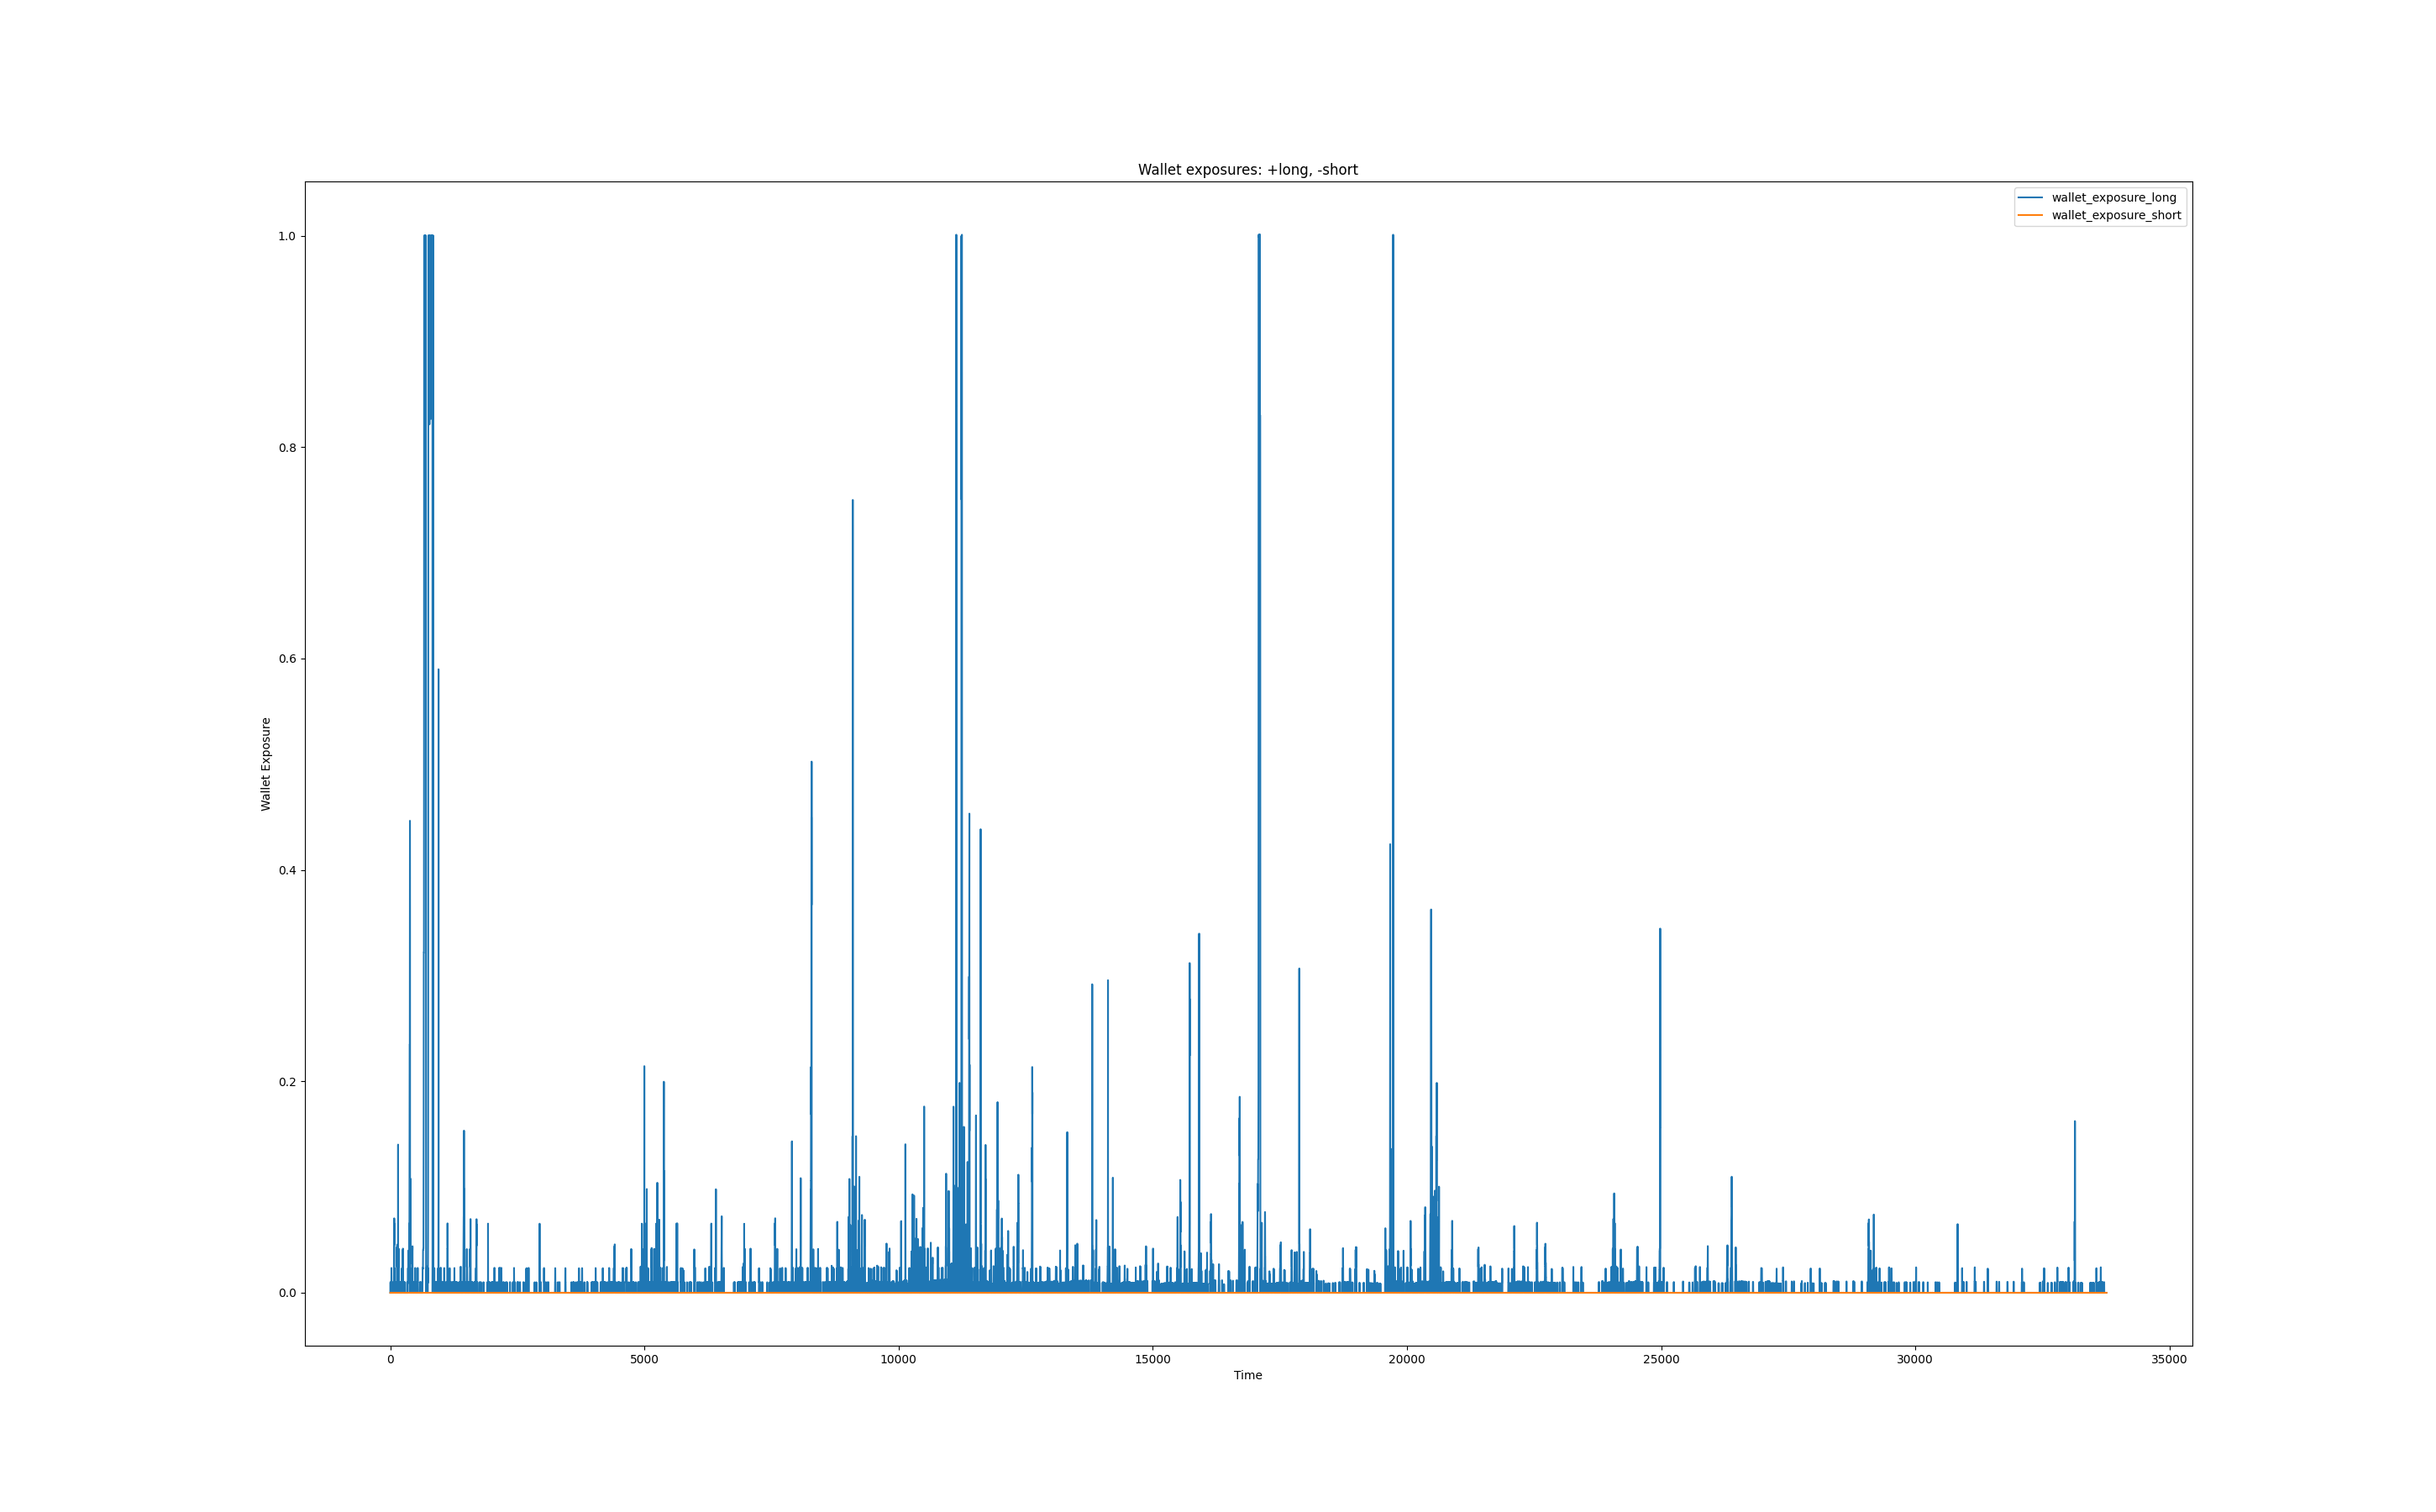 Wallet exposures: +long, -short
wallet_exposure_long
wallet_exposure_short
1.0
0.8
0.6
0.4
0.2
0.0
Wallet Exposure
0 5000 10000 15000 20000 25000 30000 35000
Time